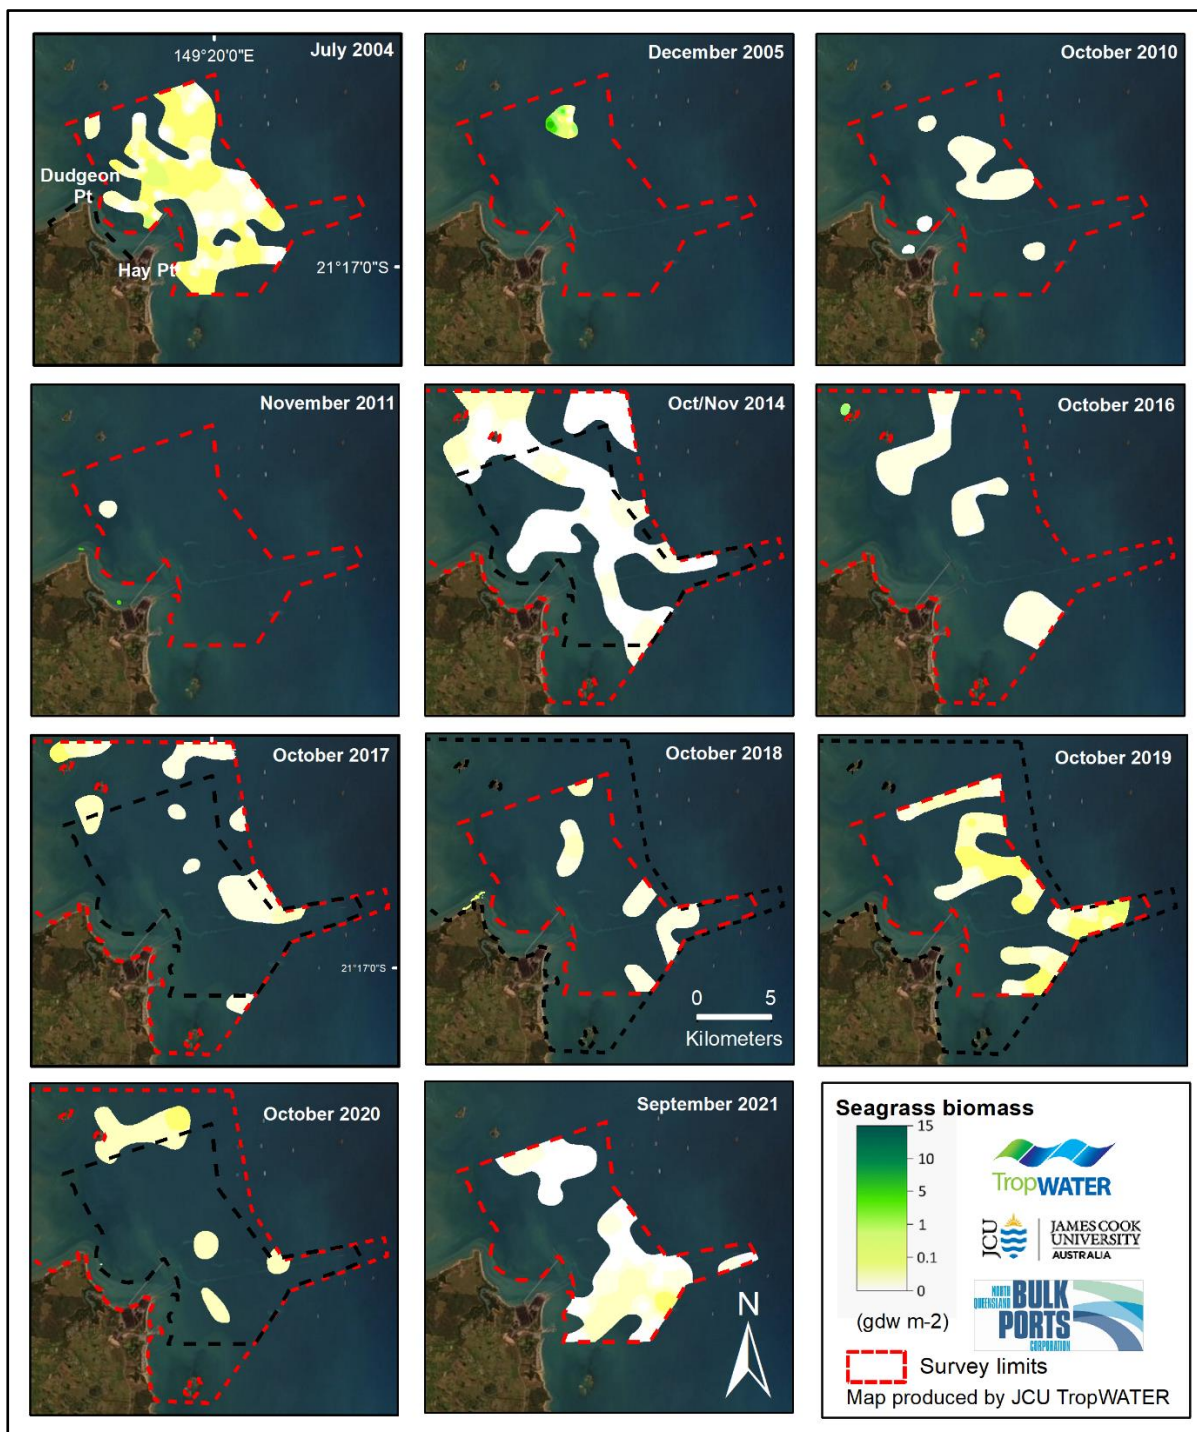 149°20'0"E
July 2004
Dudgeon
Pt
Hay Pt
21°17'0"S
December 2005
October 2010
November 2011
Oct/Nov 2014
October 2016
October 2017
21°17'0"S
October 2018
0 5
Kilometers
October 2019
October 2020
September 2021
N
Seagrass biomass
15
10
5
1
0.1
0
(gdw m-2)
TropWATER
JCU
JAMES COOK
UNIVERSITY
AUSTRALIA
NORTH
QUEENSLAND
BULK
PORTS
CORPORATION
Survey limits
Map produced by JCU TropWATER